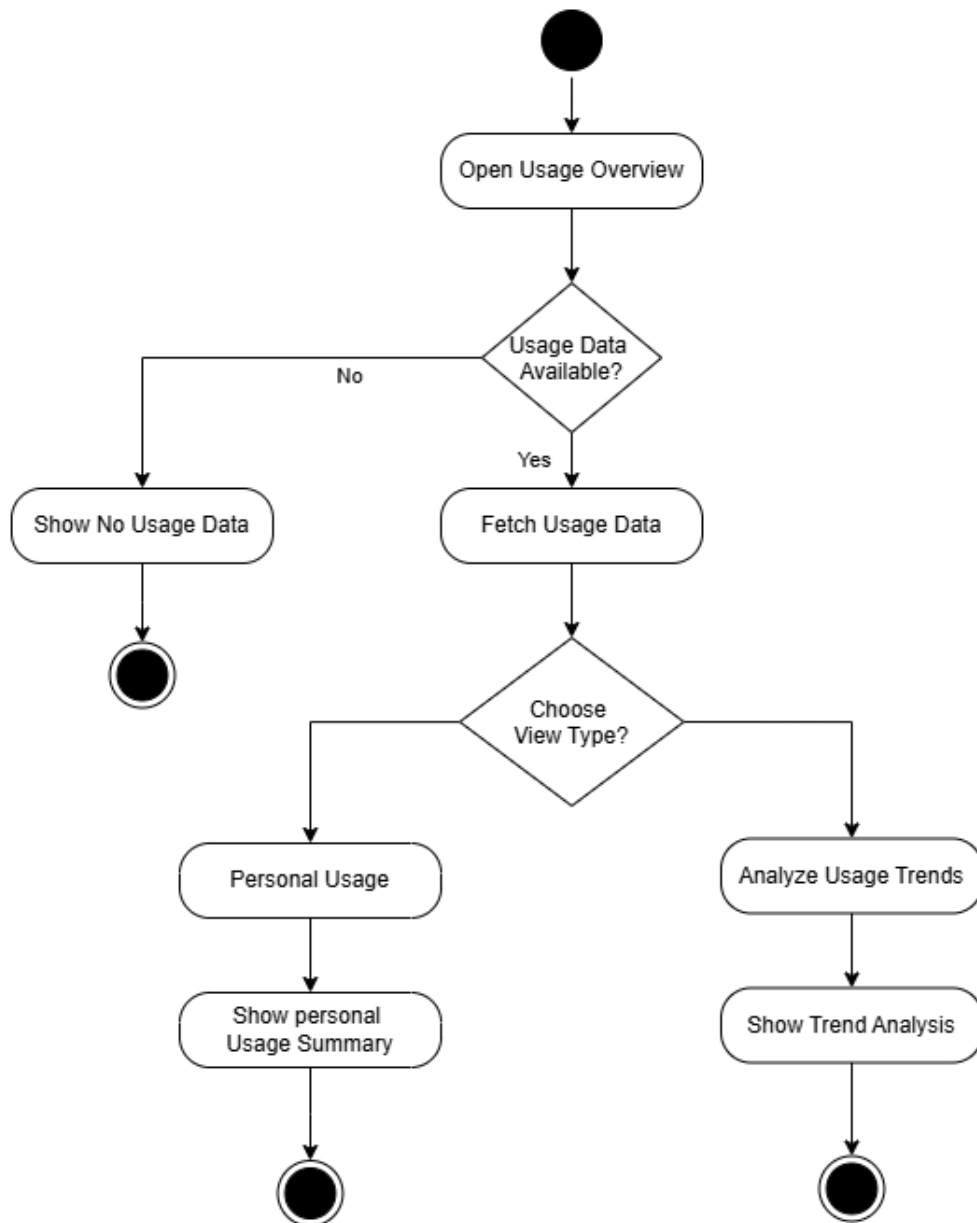 Open Usage Overview
Usage Data
Available?
No
Yes
Show No Usage Data
Fetch Usage Data
Choose
View Type?
Personal Usage
Analyze Usage Trends
Show personal
Usage Summary
Show Trend Analysis